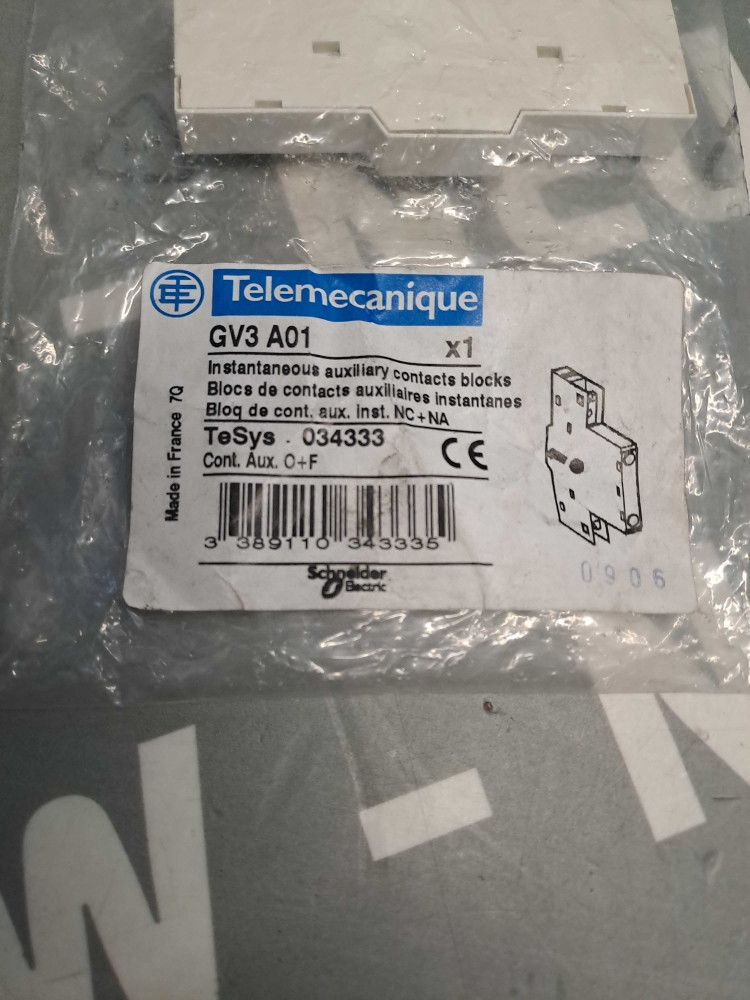 Telemecanique
GV3 A01 x1
Instantaneous auxiliary contacts blocks
Blocs de contacts auxiliaires instantanes
Bloq de cont. aux. inst. NC+NA
TeSys - 034333
Cont. Aux. O+F
CE
Made in France 7Q
3 389110 343335
Schneider
Electric
0906